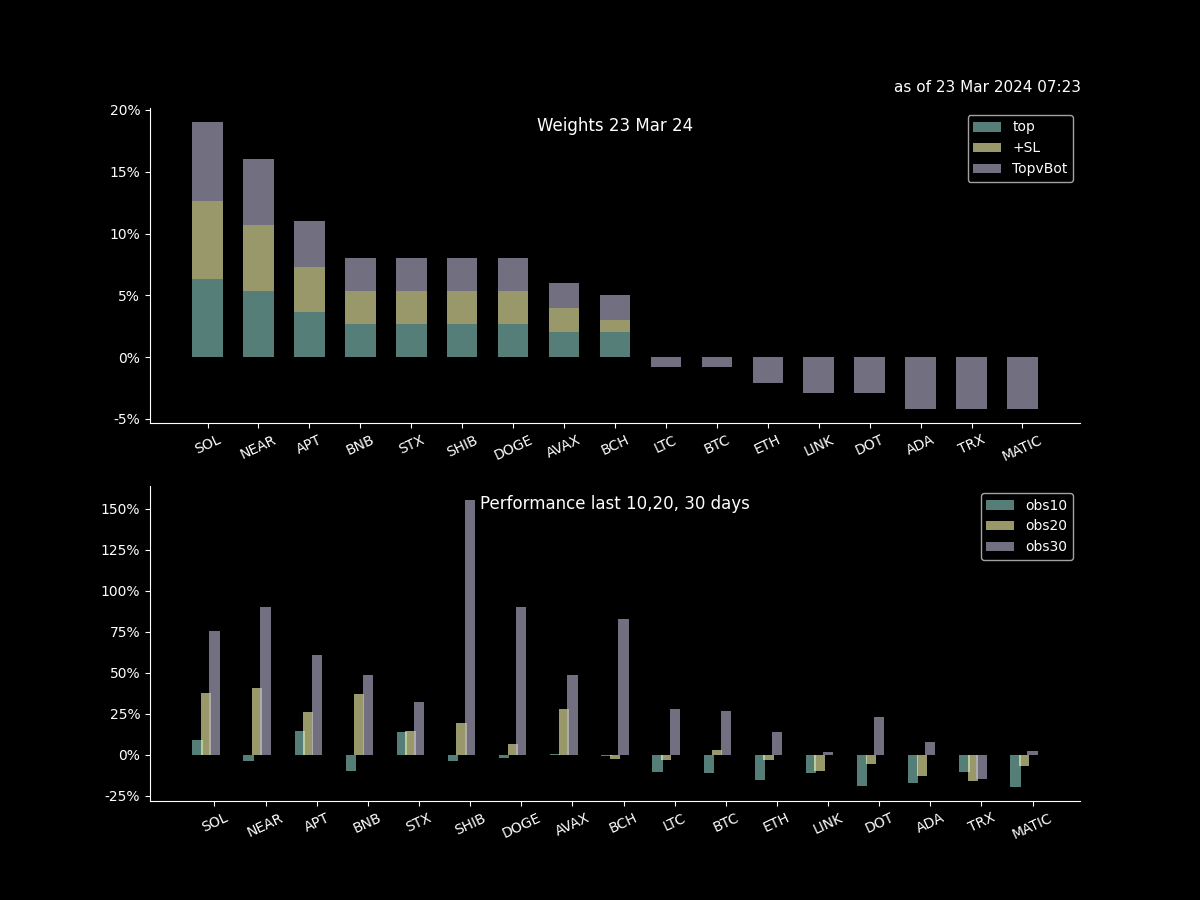 as of 23 Mar 2024 07:23
Weights 23 Mar 24
top
+SL
TopvBot
20%
15%
10%
5%
0%
-5%
SOL NEAR APT BNB STX SHIB DOGE AVAX BCH LTC BTC ETH LINK DOT ADA TRX MATIC
Performance last 10,20, 30 days
obs10
obs20
obs30
150%
125%
100%
75%
50%
25%
0%
-25%
SOL NEAR APT BNB STX SHIB DOGE AVAX BCH LTC BTC ETH LINK DOT ADA TRX MATIC